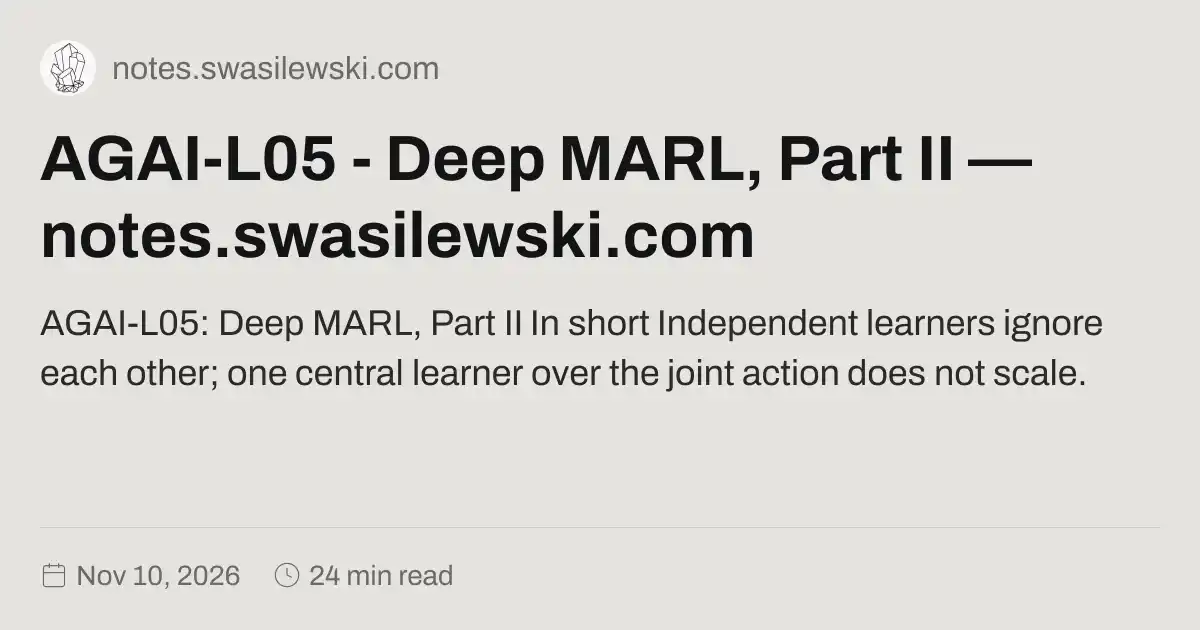 notes.swasilewski.com
AGAI-L05 - Deep MARL, Part II —
notes.swasilewski.com
AGAI-L05: Deep MARL, Part II In short Independent learners ignore
each other; one central learner over the joint action does not scale.
Nov 10, 2026 24 min read